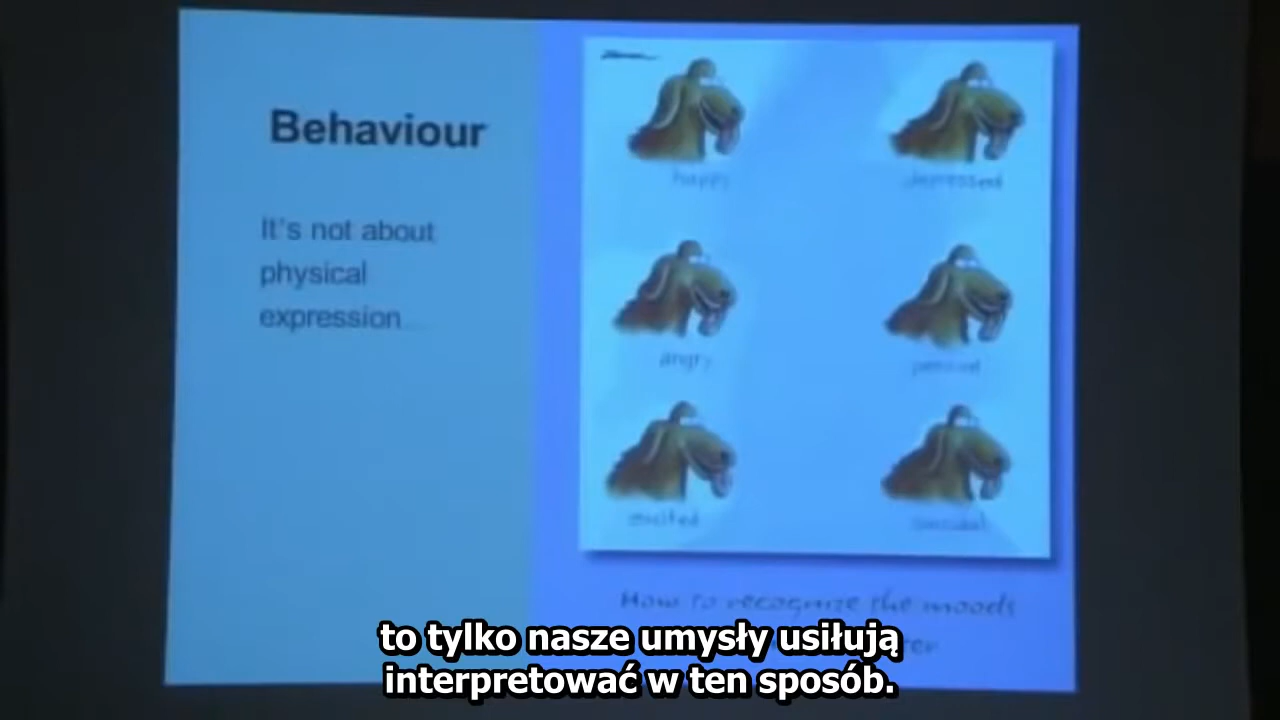 Behaviour
It's not about
physical
expression...
happy
depressed
angry
excited
How to recognize the moods
to tylko nasze umysły usiłują
interpretować w ten sposób.